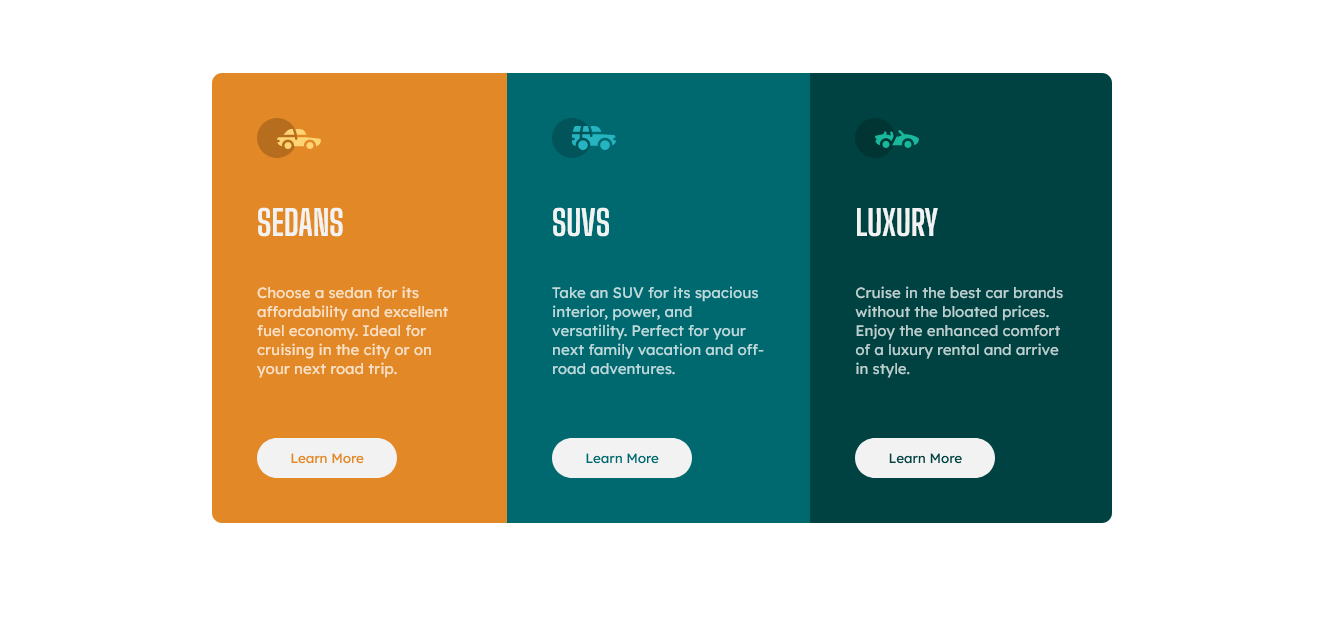 SEDANS
Choose a sedan for its
affordability and excellent
fuel economy. Ideal for
cruising in the city or on
your next road trip.
Learn More
SUVS
Take an SUV for its spacious
interior, power, and
versatility. Perfect for your
next family vacation and off-
road adventures.
Learn More
LUXURY
Cruise in the best car brands
without the bloated prices.
Enjoy the enhanced comfort
of a luxury rental and arrive
in style.
Learn More